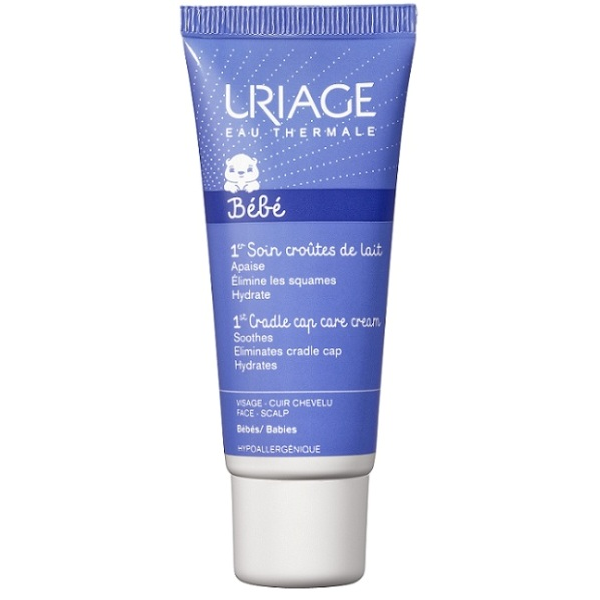 URIAGE
EAU THERMALE
Bébé
1er Soin croûtes de lait
Apaise
Élimine les squames
Hydrate
1st Cradle cap care cream
Soothes
Eliminates cradle cap
Hydrates
VISAGE - CUIR CHEVELU
FACE - SCALP
Bébés/ Babies
HYPOALLERGÉNIQUE